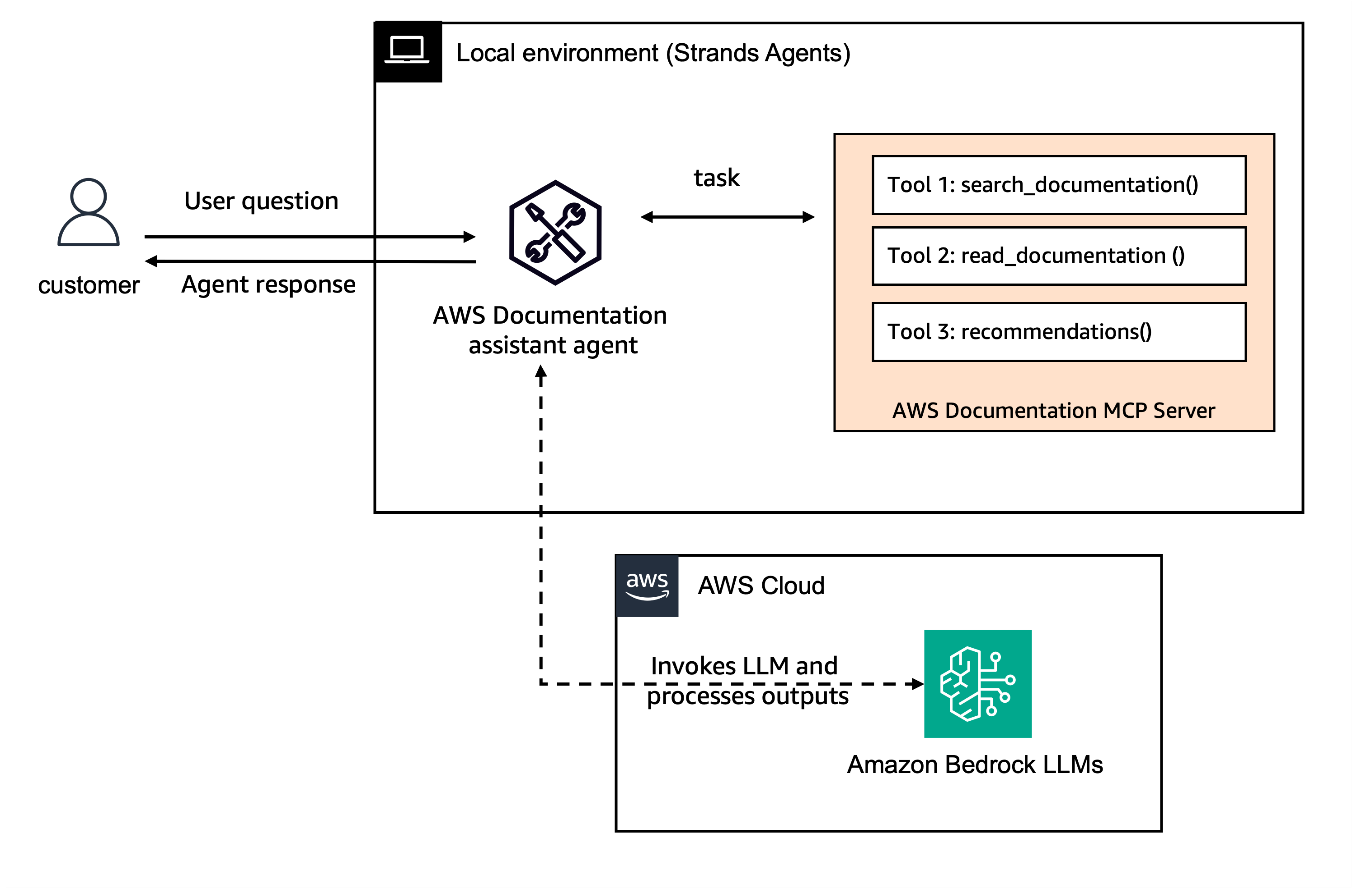 Local environment (Strands Agents)
User question
Agent response
customer
AWS Documentation
assistant agent
task
Tool 1: search_documentation()
Tool 2: read_documentation ()
Tool 3: recommendations()
AWS Documentation MCP Server
aws
AWS Cloud
Invokes LLM and
processes outputs
Amazon Bedrock LLMs